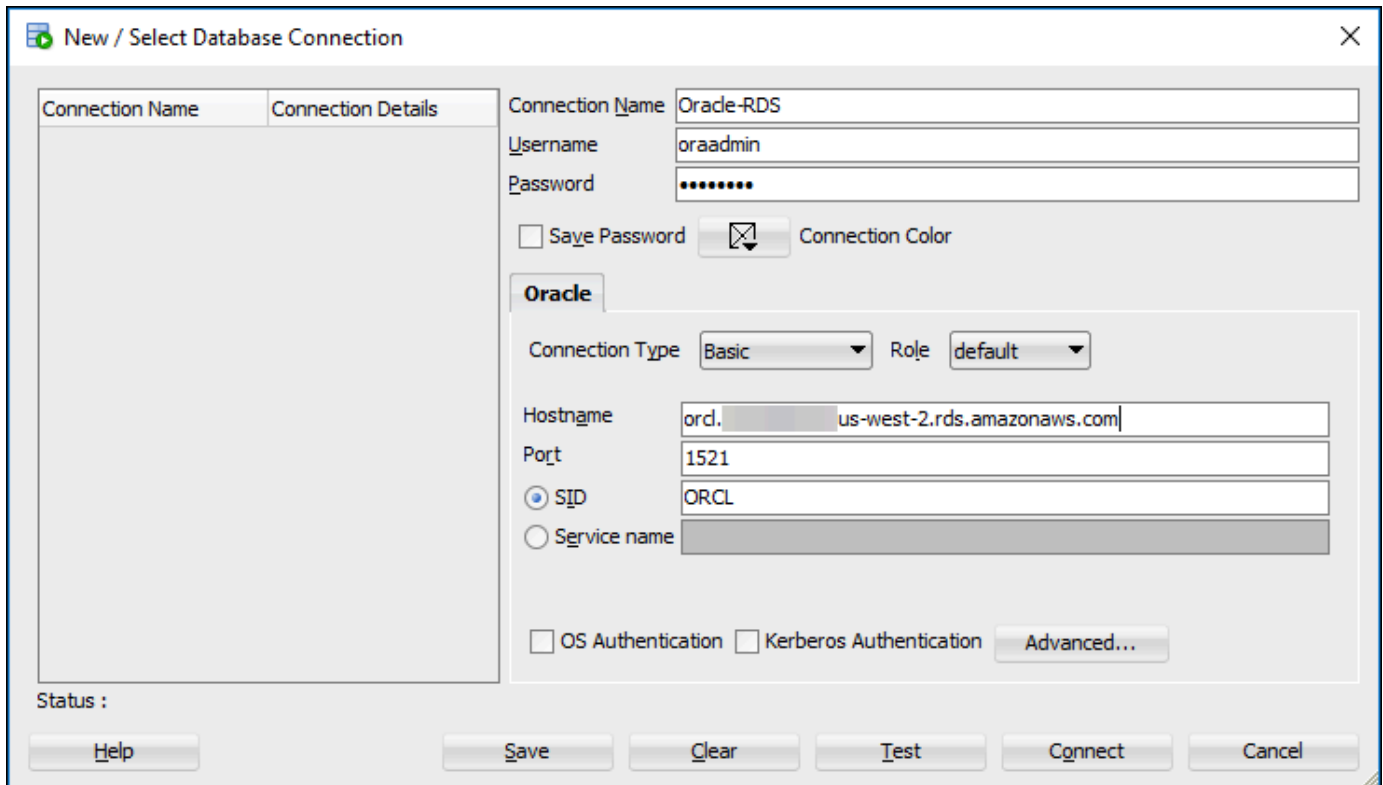 New / Select Database Connection
Connection Name Connection Details
Connection Name Oracle-RDS
Username oraadmin
Password ••••••••
Save Password Connection Color
Oracle
Connection Type Basic Role default
Hostname orcl. us-west-2.rds.amazonaws.com
Port 1521
SID ORCL
Service name
OS Authentication Kerberos Authentication Advanced...
Status :
Help Save Clear Test Connect Cancel